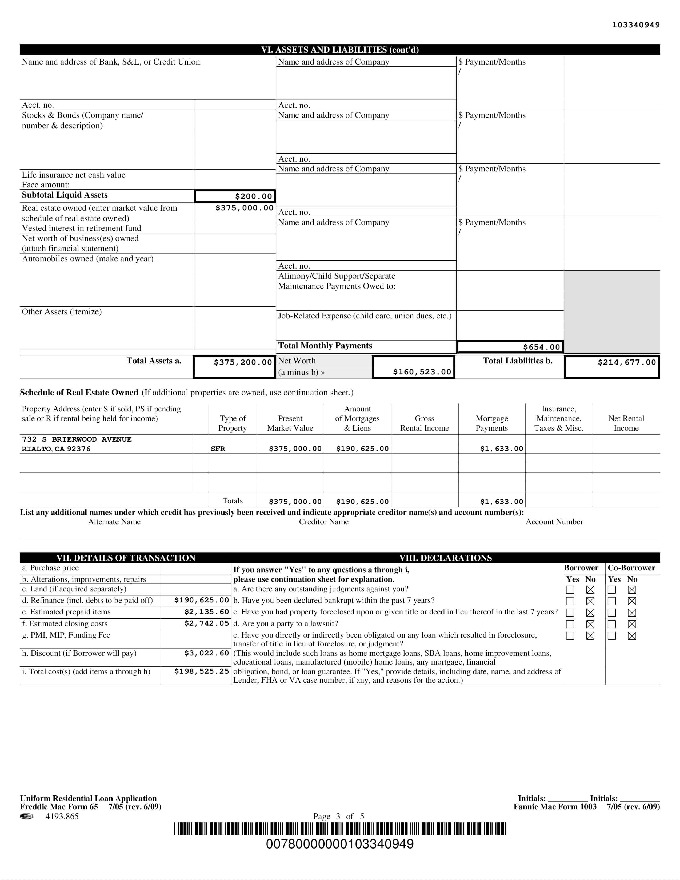 103340949
VI. ASSETS AND LIABILITIES (cont'd)
Name and address of Bank, S&L, or Credit Union
Name and address of Company
$ Payment/Months
/
Acct. no.
Acct. no.
Stocks & Bonds (Company name/
number & description)
Name and address of Company
$ Payment/Months
/
Acct. no.
Life insurance net cash value
Face amount:
Name and address of Company
$ Payment/Months
/
Subtotal Liquid Assets
$200.00
Real estate owned (enter market value from
schedule of real estate owned)
$375,000.00
Acct. no.
Vested interest in retirement fund
Name and address of Company
$ Payment/Months
/
Net worth of business(es) owned
(attach financial statement)
Automobiles owned (make and year)
Acct. no.
Alimony/Child Support/Separate
Maintenance Payments Owed to:
Other Assets (itemize)
Job-Related Expense (child care, union dues, etc.)
Total Monthly Payments
$654.00
Total Assets a.
$375,200.00
Net Worth
(a minus b) »
$160,523.00
Total Liabilities b.
$214,677.00
Schedule of Real Estate Owned (If additional properties are owned, use continuation sheet.)
Property Address (enter S if sold, PS if pending
sale or R if rental being held for income)
Type of
Property
Present
Market Value
Amount
of Mortgages
& Liens
Gross
Rental Income
Mortgage
Payments
Insurance,
Maintenance,
Taxes & Misc.
Net Rental
Income
732 S BRIERWOOD AVENUE
RIALTO, CA 92376 SFR $375,000.00 $190,625.00 $1,633.00
Totals $375,000.00 $190,625.00 $1,633.00
List any additional names under which credit has previously been received and indicate appropriate creditor name(s) and account number(s):
Alternate Name Creditor Name Account Number
VII. DETAILS OF TRANSACTION
a. Purchase price
b. Alterations, improvements, repairs
c. Land (if acquired separately)
d. Refinance (incl. debts to be paid off) $190,625.00
e. Estimated prepaid items $2,135.60
f. Estimated closing costs $2,742.05
g. PMI, MIP, Funding Fee
h. Discount (if Borrower will pay) $3,022.60
i. Total cost(s) (add items a through h) $198,525.25
VIII. DECLARATIONS
If you answer "Yes" to any questions a through i,
please use continuation sheet for explanation.
Borrower Co-Borrower
Yes No Yes No
a. Are there any outstanding judgments against you?
b. Have you been declared bankrupt within the past 7 years?
c. Have you had property foreclosed upon or given title or deed in lieu thereof in the last 7 years?
d. Are you a party to a lawsuit?
e. Have you directly or indirectly been obligated on any loan which resulted in foreclosure,
transfer of title in lieu of foreclosure, or judgment?
(This would include such loans as home mortgage loans, SBA loans, home improvement loans,
educational loans, manufactured (mobile) home loans, any mortgage, financial
obligation, bond, or loan guarantee. If "Yes," provide details, including date, name, and address of
Lender, FHA or VA case number, if any, and reasons for the action.)
Uniform Residential Loan Application
Freddie Mac Form 65 7/05 (rev. 6/09)
4193.865
Page 3 of 5
Initials: Initials:
Fannie Mae Form 1003 7/05 (rev. 6/09)
00780000000103340949